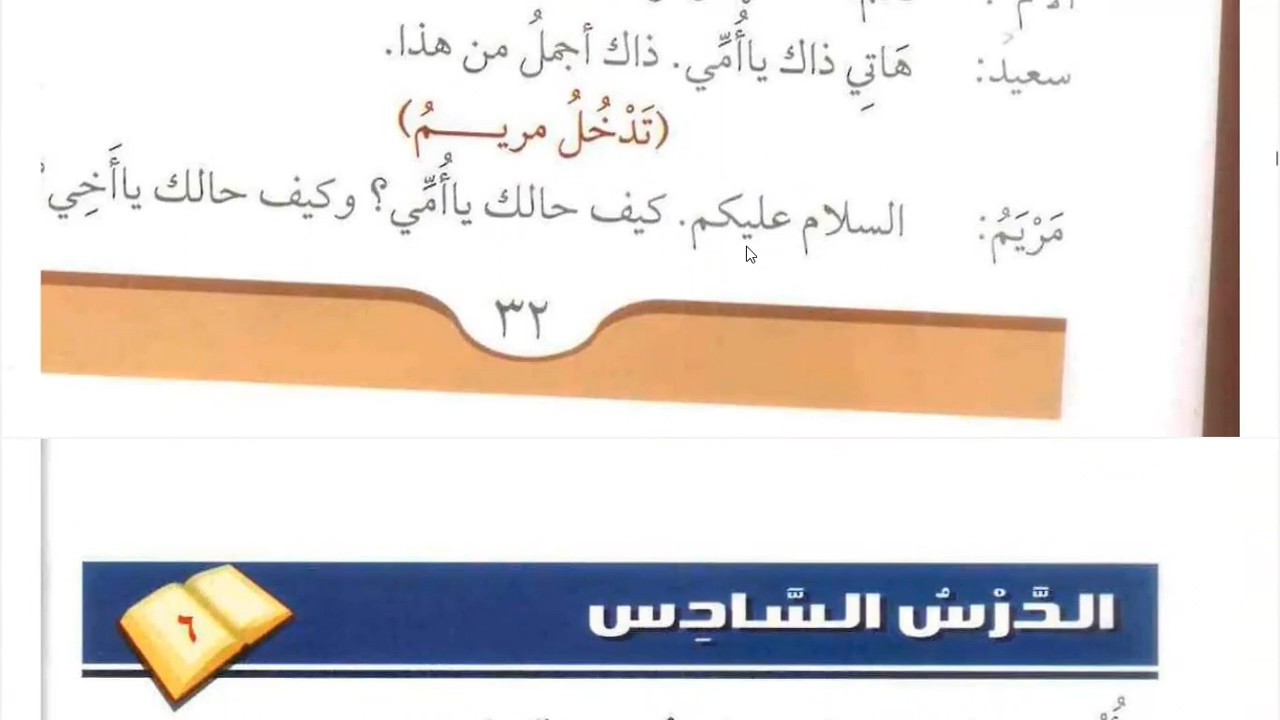 سعيد: هَاتِي ذاك ياأُمِّي. ذاك أجملُ من هذا.
(تَدْخُلُ مريـــمُ)
مَرْيَمُ: السلام عليكم. كيف حالك ياأُمِّي؟ وكيف حالك ياأَخِي؟
٣٢
الدَّرْسُ السَّادِس
٦